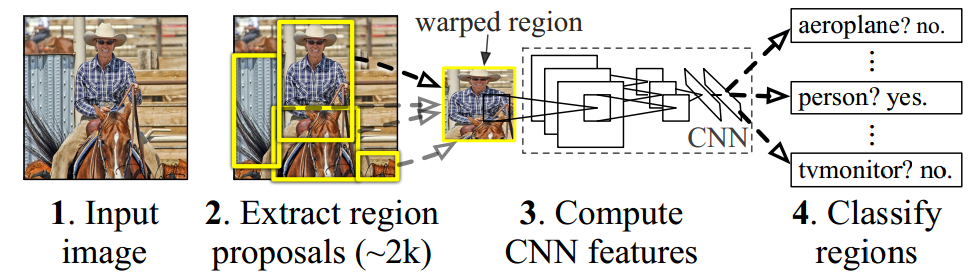 warped region
aeroplane? no.
⋮
person? yes.
CNN
⋮
tvmonitor? no.
1. Input
image
2. Extract region
proposals (~2k)
3. Compute
CNN features
4. Classify
regions